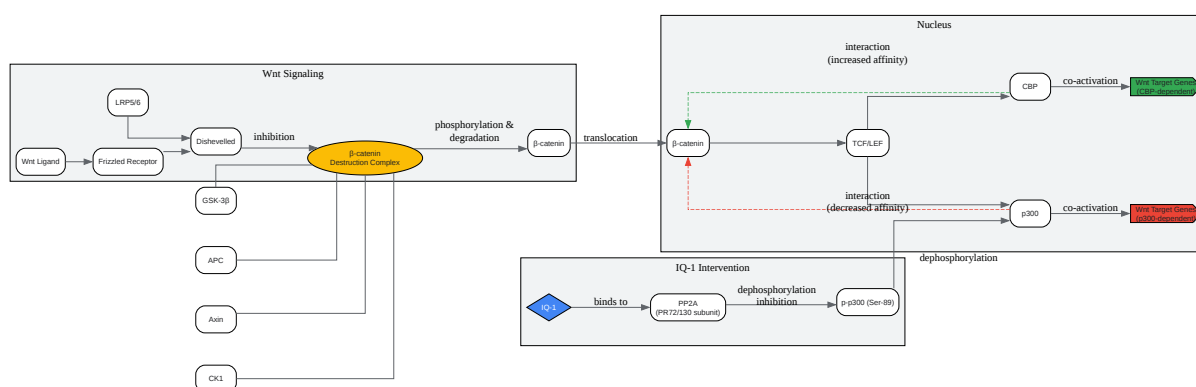 Nucleus
interaction
(increased affinity)
Wnt Signaling
CBP
co-activation
Wnt Target Genes
(CBP-dependent)
LRP5/6
Dishevelled
inhibition
phosphorylation &
degradation
β-catenin
translocation
β-catenin
TCF/LEF
Wnt Ligand
Frizzled Receptor
β-catenin
Destruction Complex
GSK-3β
interaction
(decreased affinity)
p300
co-activation
Wnt Target Genes
(p300-dependent)
dephosphorylation
APC
IQ-1 Intervention
IQ-1
binds to
PP2A
(PR72/130 subunit)
dephosphorylation
inhibition
p-p300 (Ser-89)
Axin
CK1